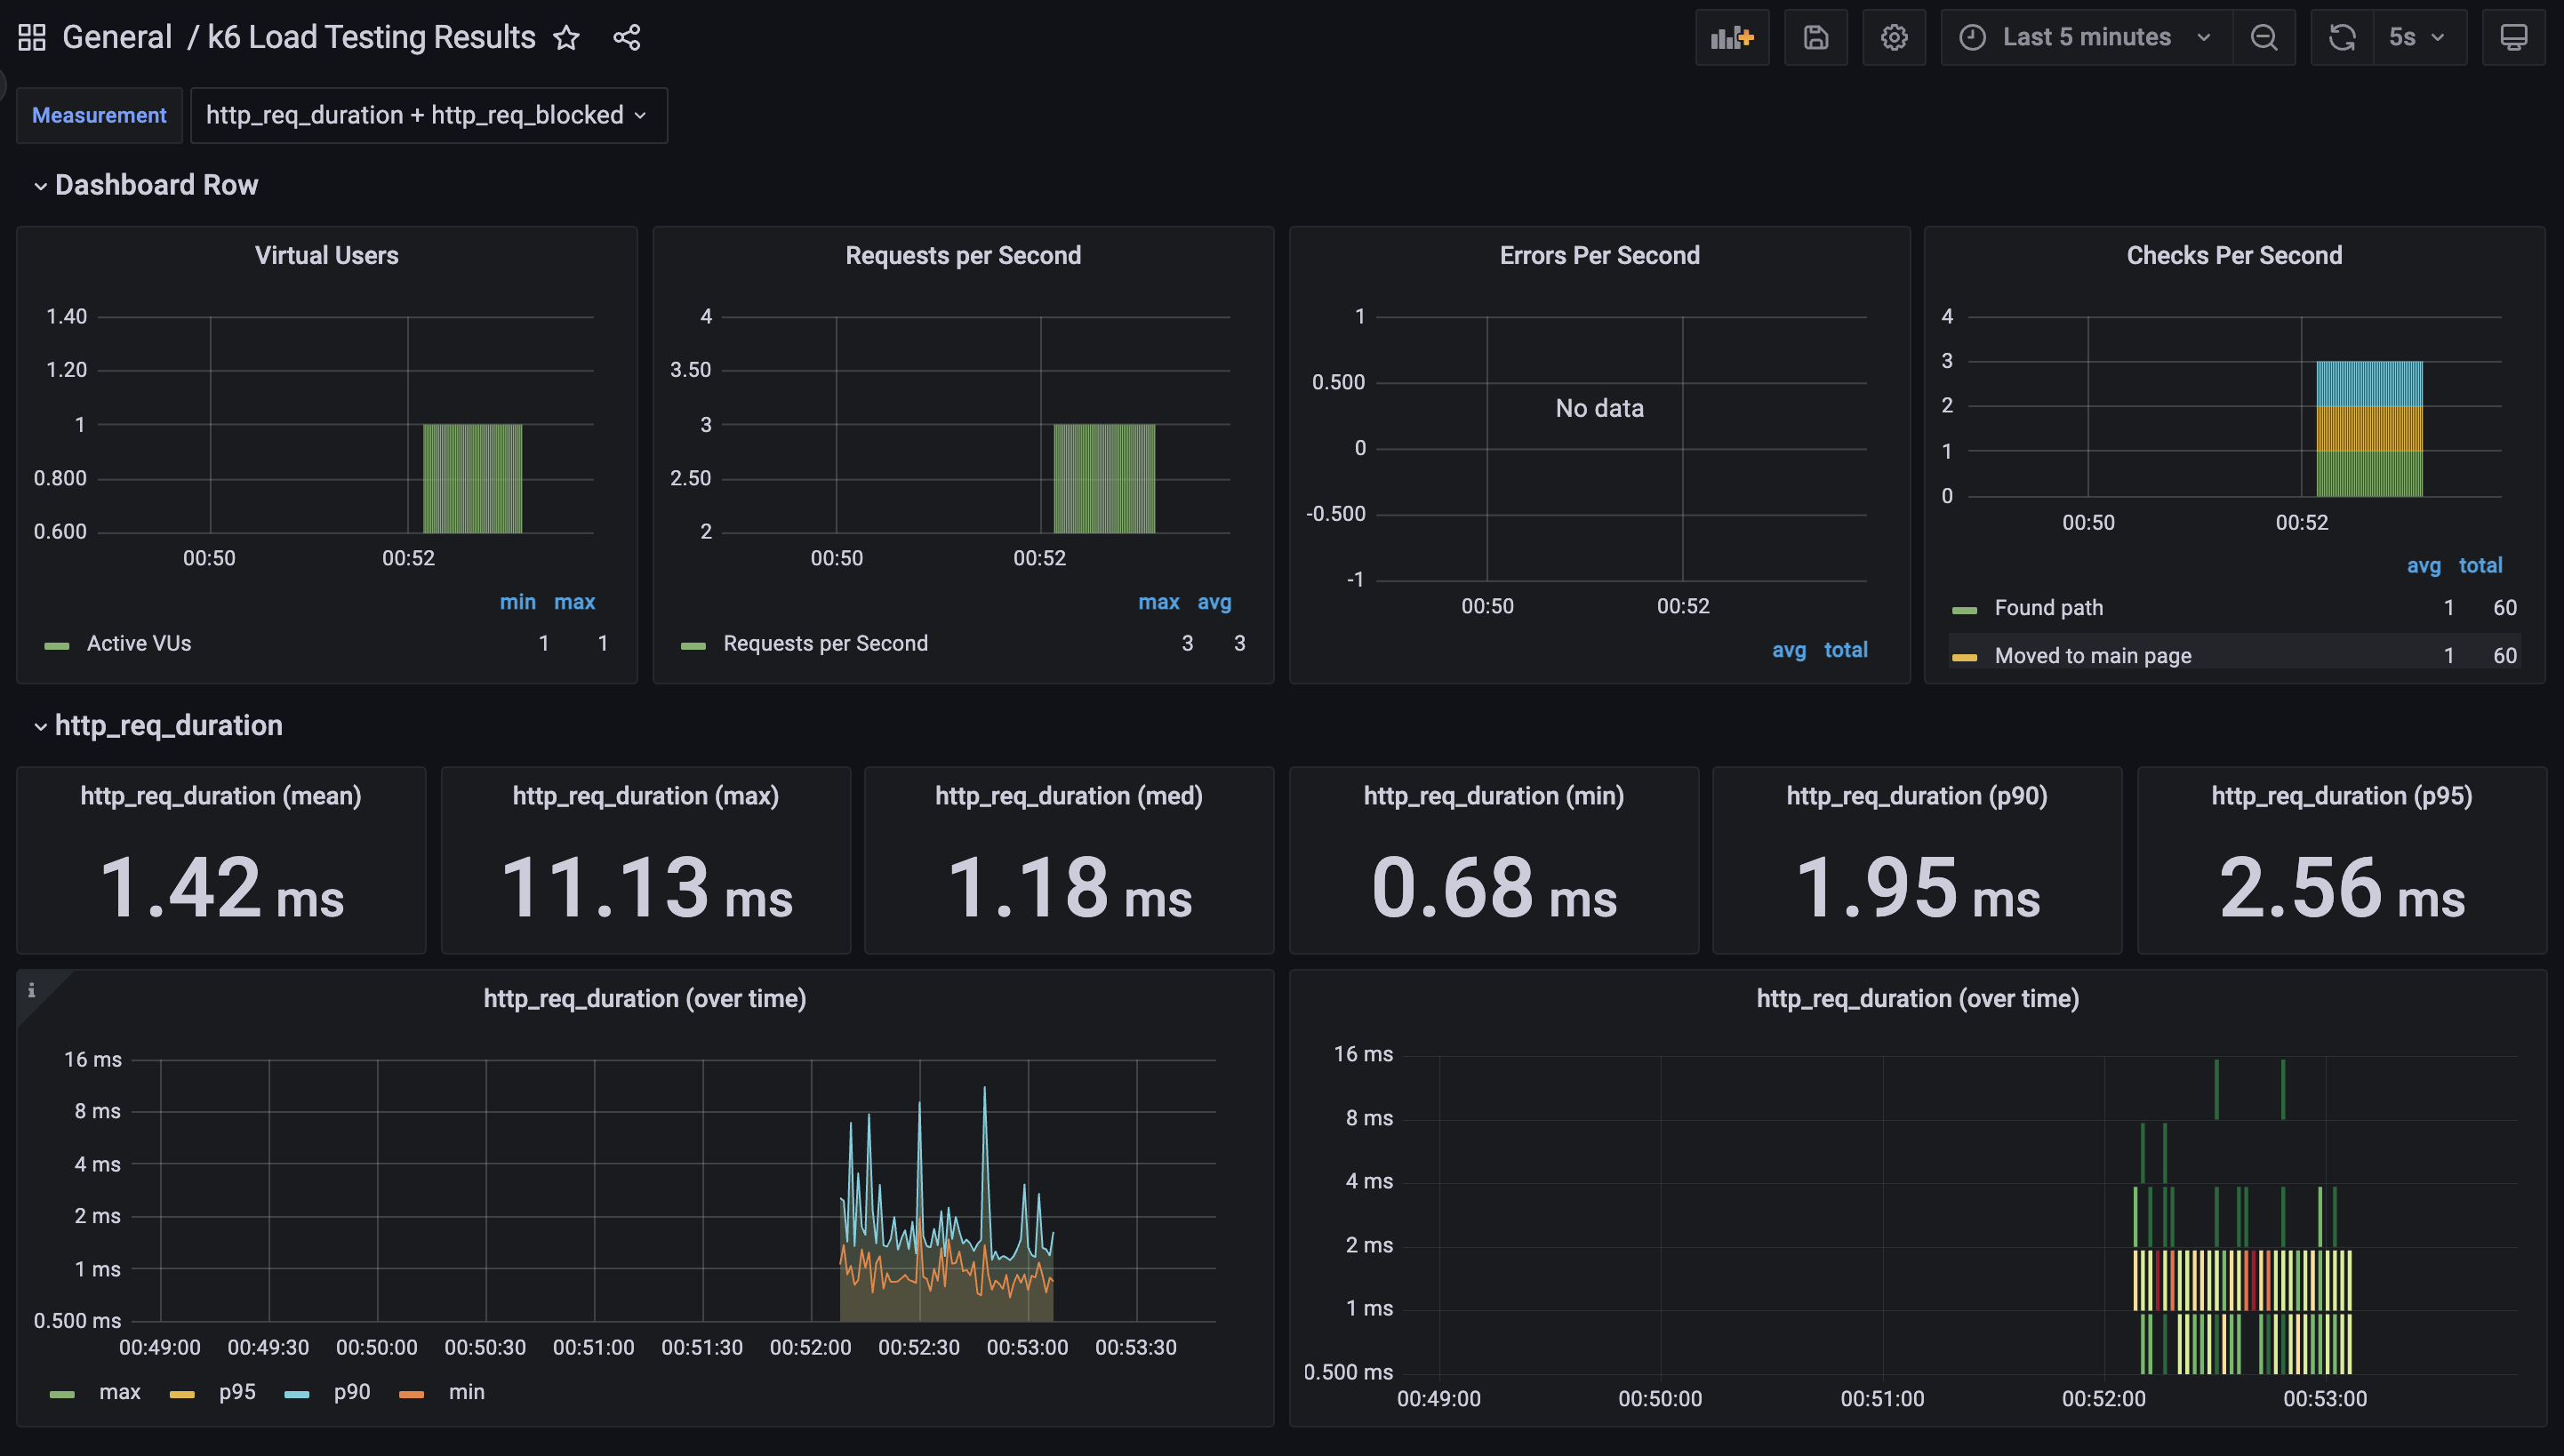 General / k6 Load Testing Results
Last 5 minutes
5s
Measurement
http_req_duration + http_req_blocked
Dashboard Row
Virtual Users
1.40
1.20
1
0.800
0.600
00:50 00:52
min max
Active VUs 1 1
Requests per Second
4
3.50
3
2.50
2
00:50 00:52
max avg
Requests per Second 3 3
Errors Per Second
1
0.500
No data
0
-0.500
-1
00:50 00:52
avg total
Checks Per Second
4
3
2
1
0
00:50 00:52
avg total
Found path 1 60
Moved to main page 1 60
http_req_duration
http_req_duration (mean)
1.42 ms
http_req_duration (max)
11.13 ms
http_req_duration (med)
1.18 ms
http_req_duration (min)
0.68 ms
http_req_duration (p90)
1.95 ms
http_req_duration (p95)
2.56 ms
i
http_req_duration (over time)
16 ms
8 ms
4 ms
2 ms
1 ms
0.500 ms
00:49:00 00:49:30 00:50:00 00:50:30 00:51:00 00:51:30 00:52:00 00:52:30 00:53:00 00:53:30
max p95 p90 min
http_req_duration (over time)
16 ms
8 ms
4 ms
2 ms
1 ms
0.500 ms
00:49:00 00:50:00 00:51:00 00:52:00 00:53:00